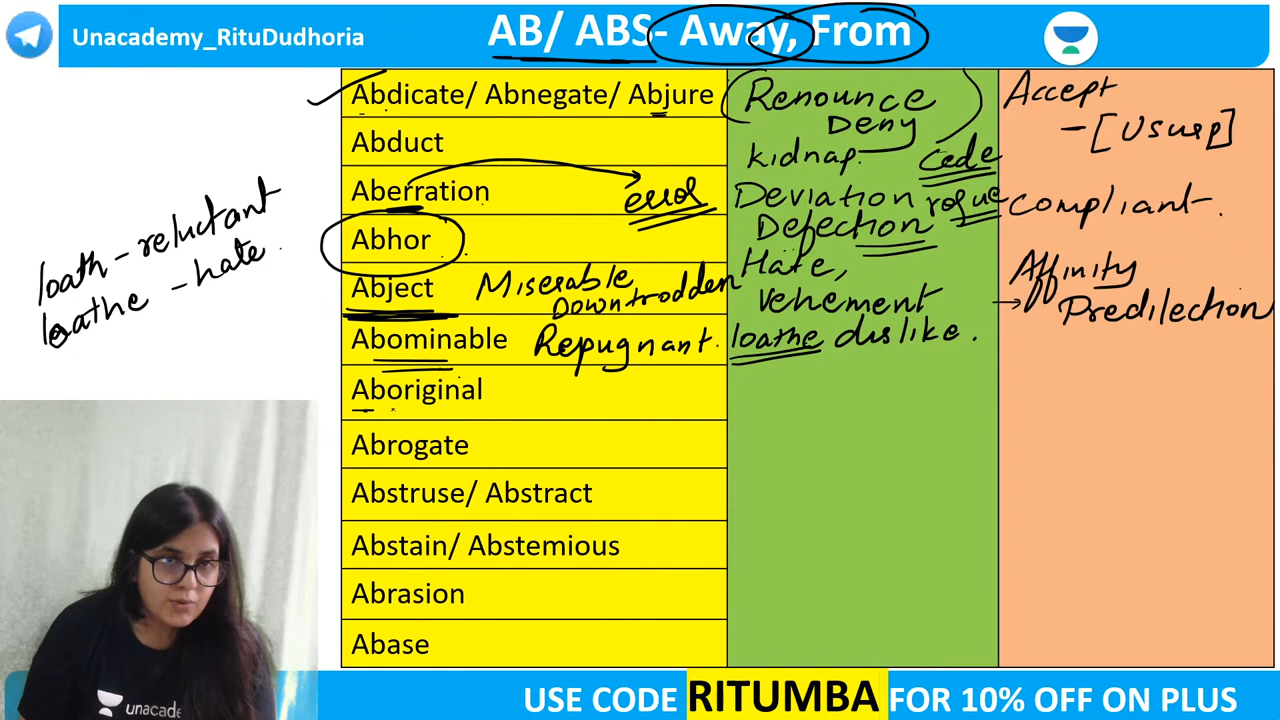 Unacademy_RituDudhoria
AB/ ABS- Away, From
Abdicate/ Abnegate/ Abjure
Renounce
Deny
Accept
- [Usurp]
Abduct
kidnap.
cede
Aberration
error
Deviation rogue
Defection
compliant.
loath - reluctant
loathe - hate
Abhor
Hate,
vehement
loathe dislike.
Affinity
Predilection
Abject
Miserable
Downtrodden
Abominable
Repugnant.
Aboriginal
Abrogate
Abstruse/ Abstract
Abstain/ Abstemious
Abrasion
Abase
unacade
USE CODE RITUMBA FOR 10% OFF ON PLUS